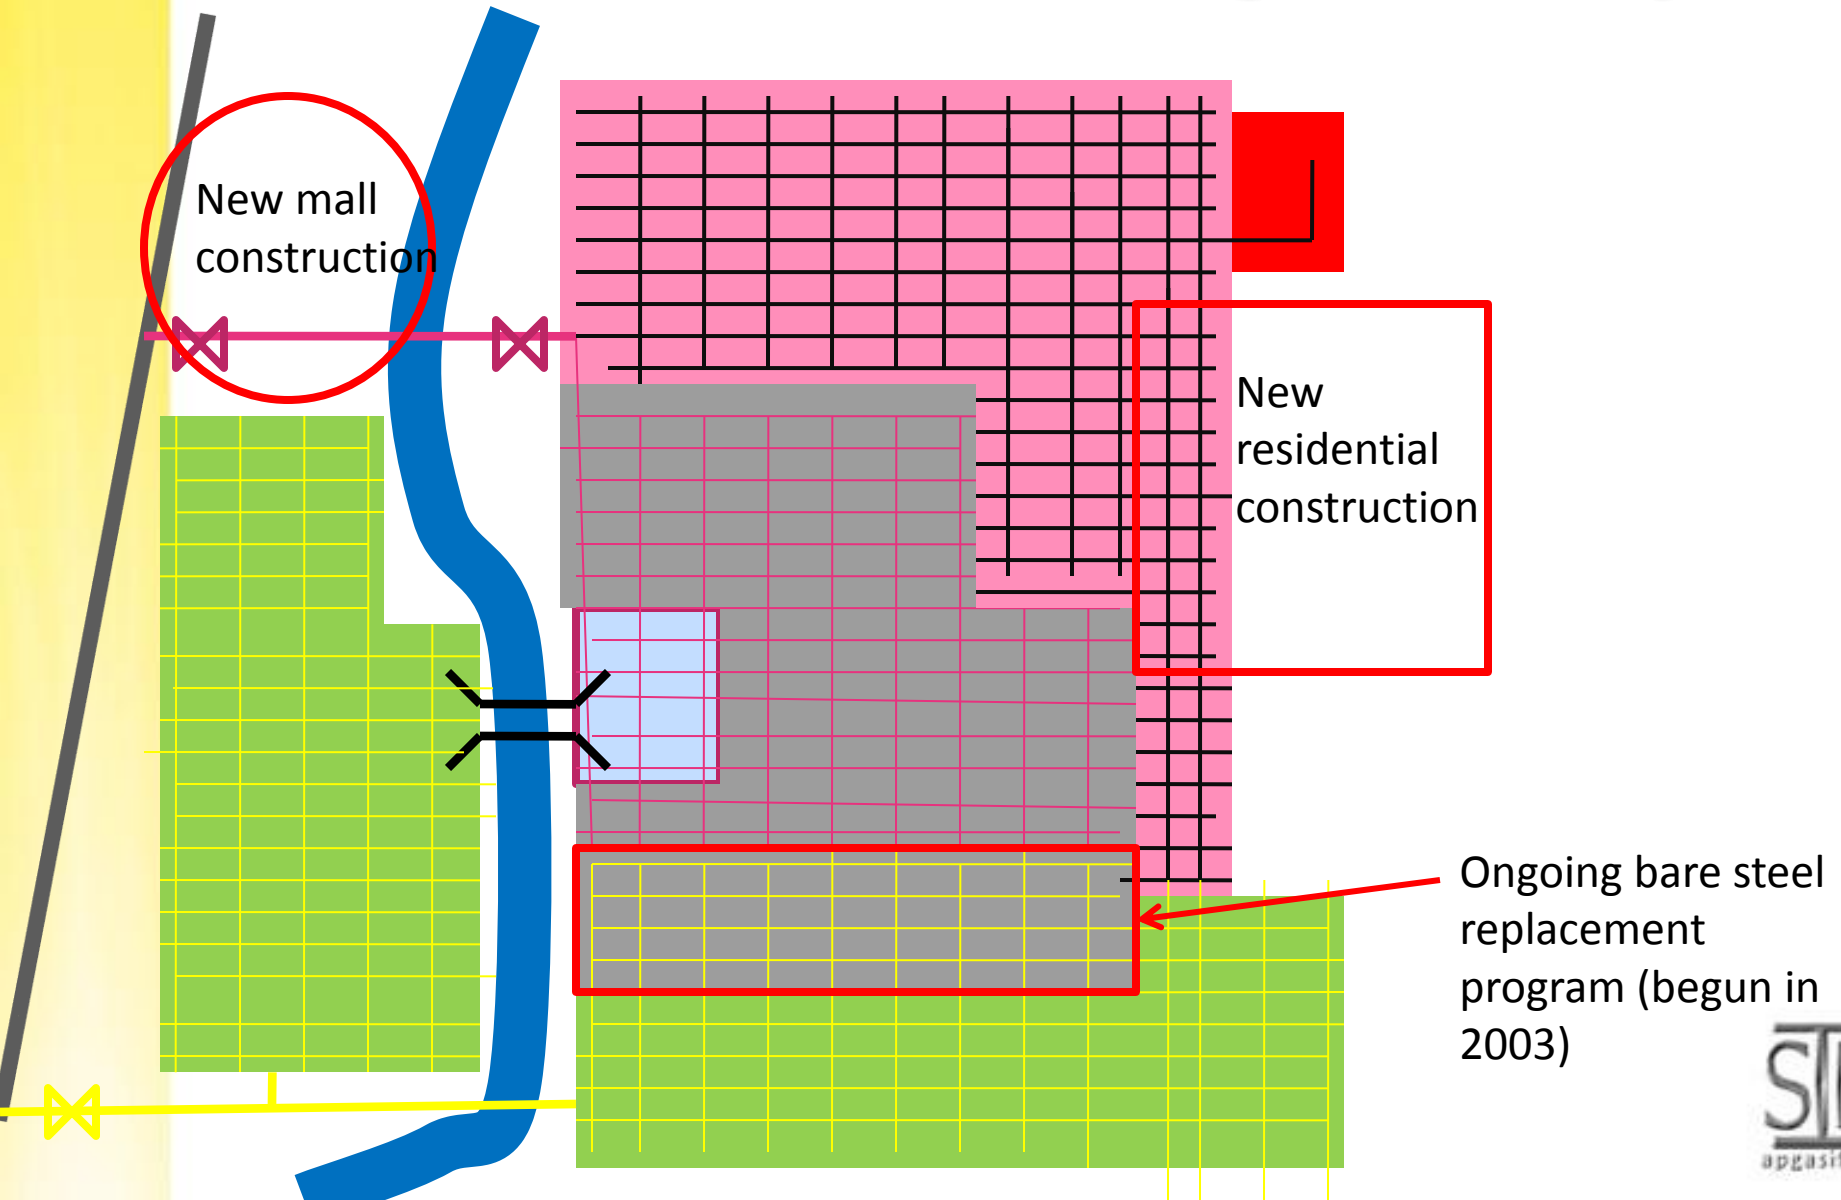 New mall
construction
New
residential
construction
Ongoing bare steel
replacement
program (begun in
2003)